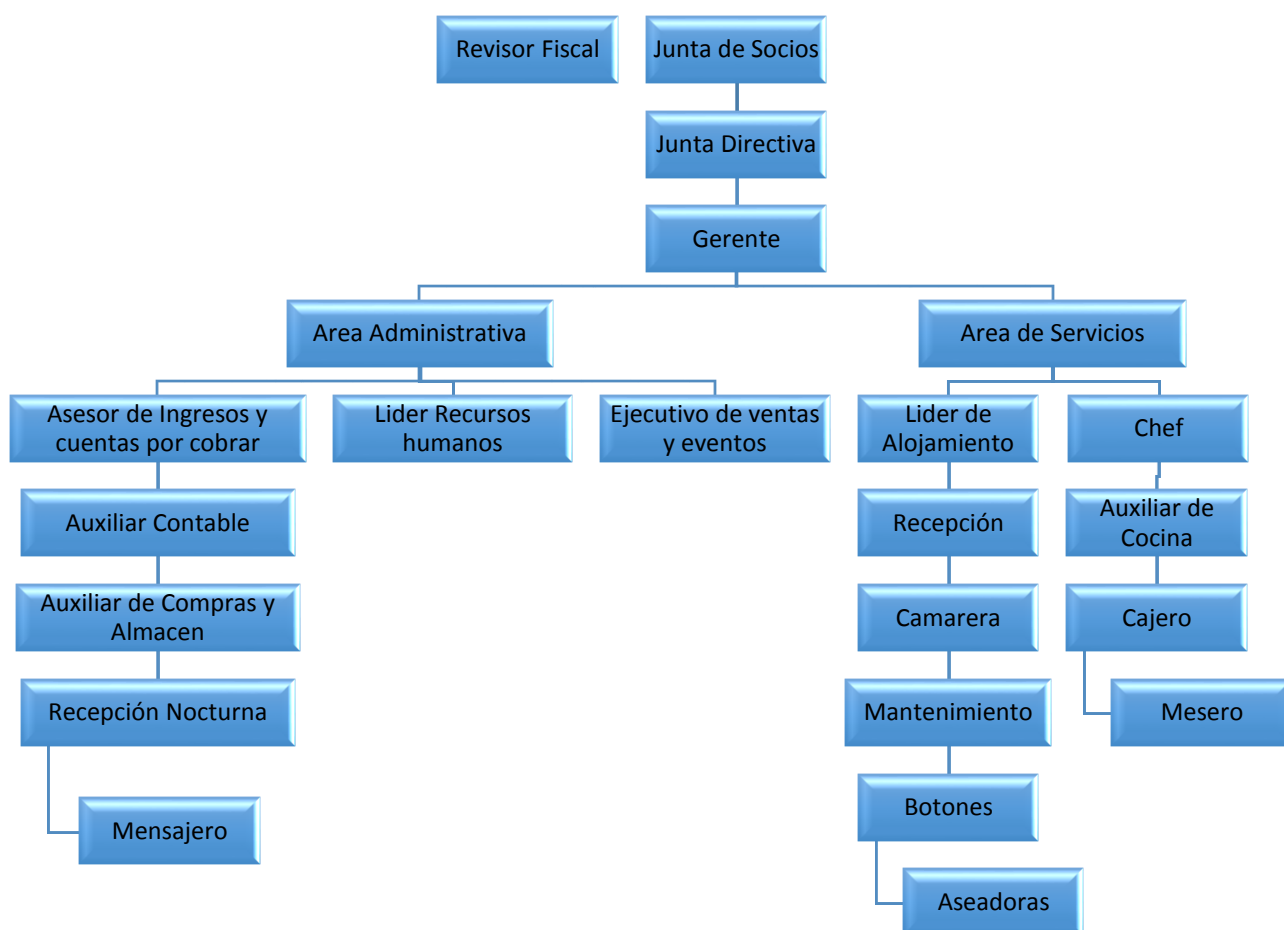 Revisor Fiscal
Junta de Socios
Junta Directiva
Gerente
Area Administrativa
Area de Servicios
Asesor de Ingresos y
cuentas por cobrar
Lider Recursos
humanos
Ejecutivo de ventas
y eventos
Lider de
Alojamiento
Chef
Auxiliar Contable
Recepción
Auxiliar de
Cocina
Auxiliar de Compras y
Almacen
Camarera
Cajero
Recepción Nocturna
Mantenimiento
Mesero
Mensajero
Botones
Aseadoras